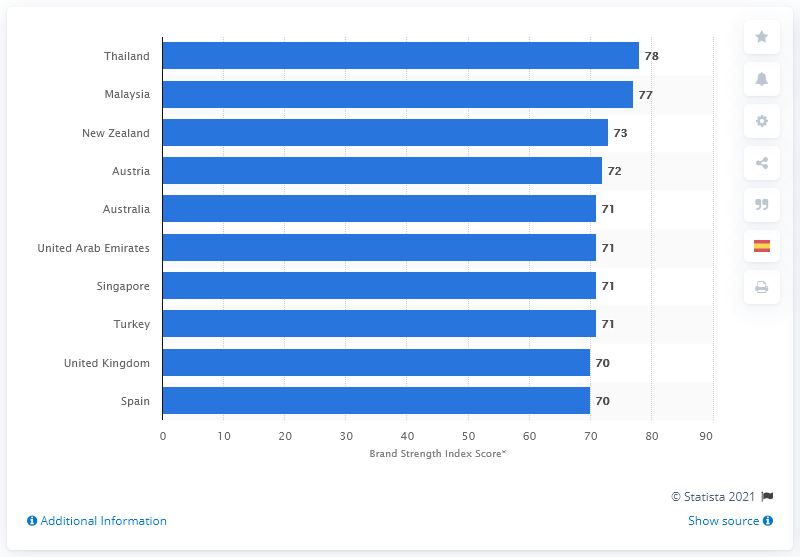 Thailand 78
Malaysia 77
New Zealand 73
Austria 72
Australia 71
United Arab Emirates 71
Singapore 71
Turkey 71
United Kingdom 70
Spain 70
0 10 20 30 40 50 60 70 80 90
Brand Strength Index Score*
© Statista 2021
Additional Information Show source